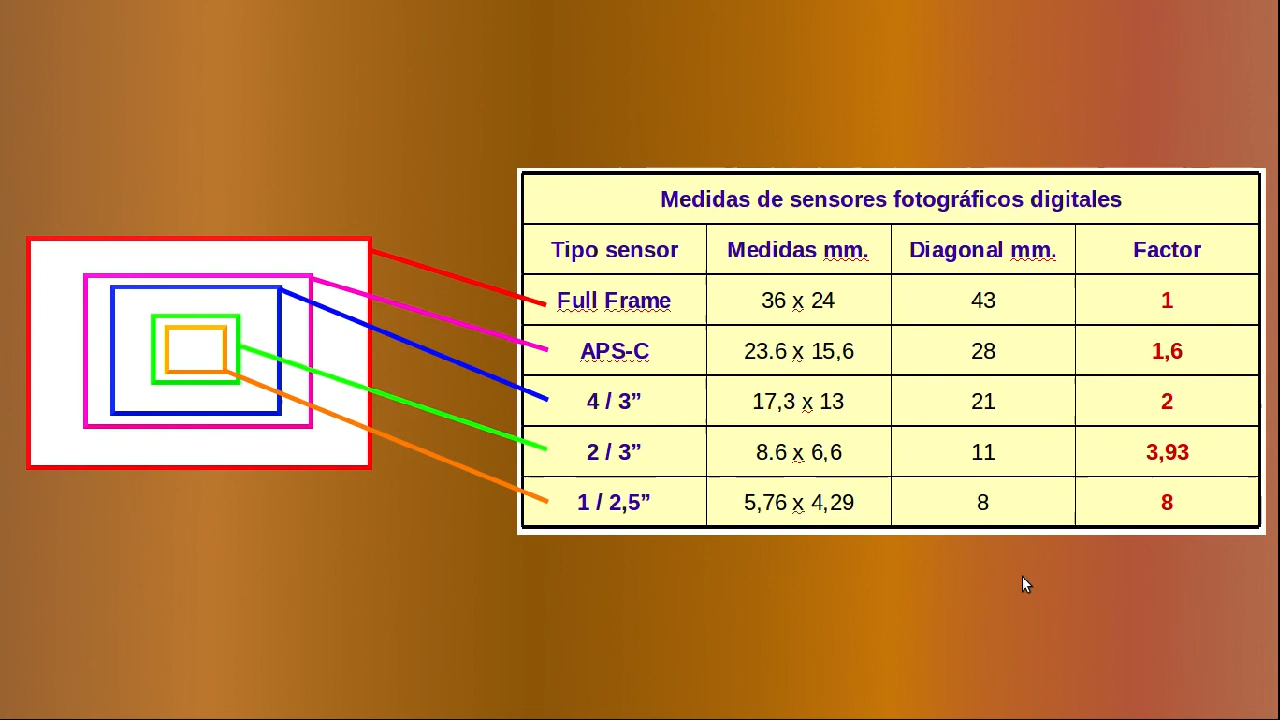 Medidas de sensores fotográficos digitales
Tipo sensor Medidas mm. Diagonal mm. Factor
Full Frame 36 x 24 43 1
APS-C 23.6 x 15,6 28 1,6
4 / 3” 17,3 x 13 21 2
2 / 3” 8.6 x 6,6 11 3,93
1 / 2,5” 5,76 x 4,29 8 8